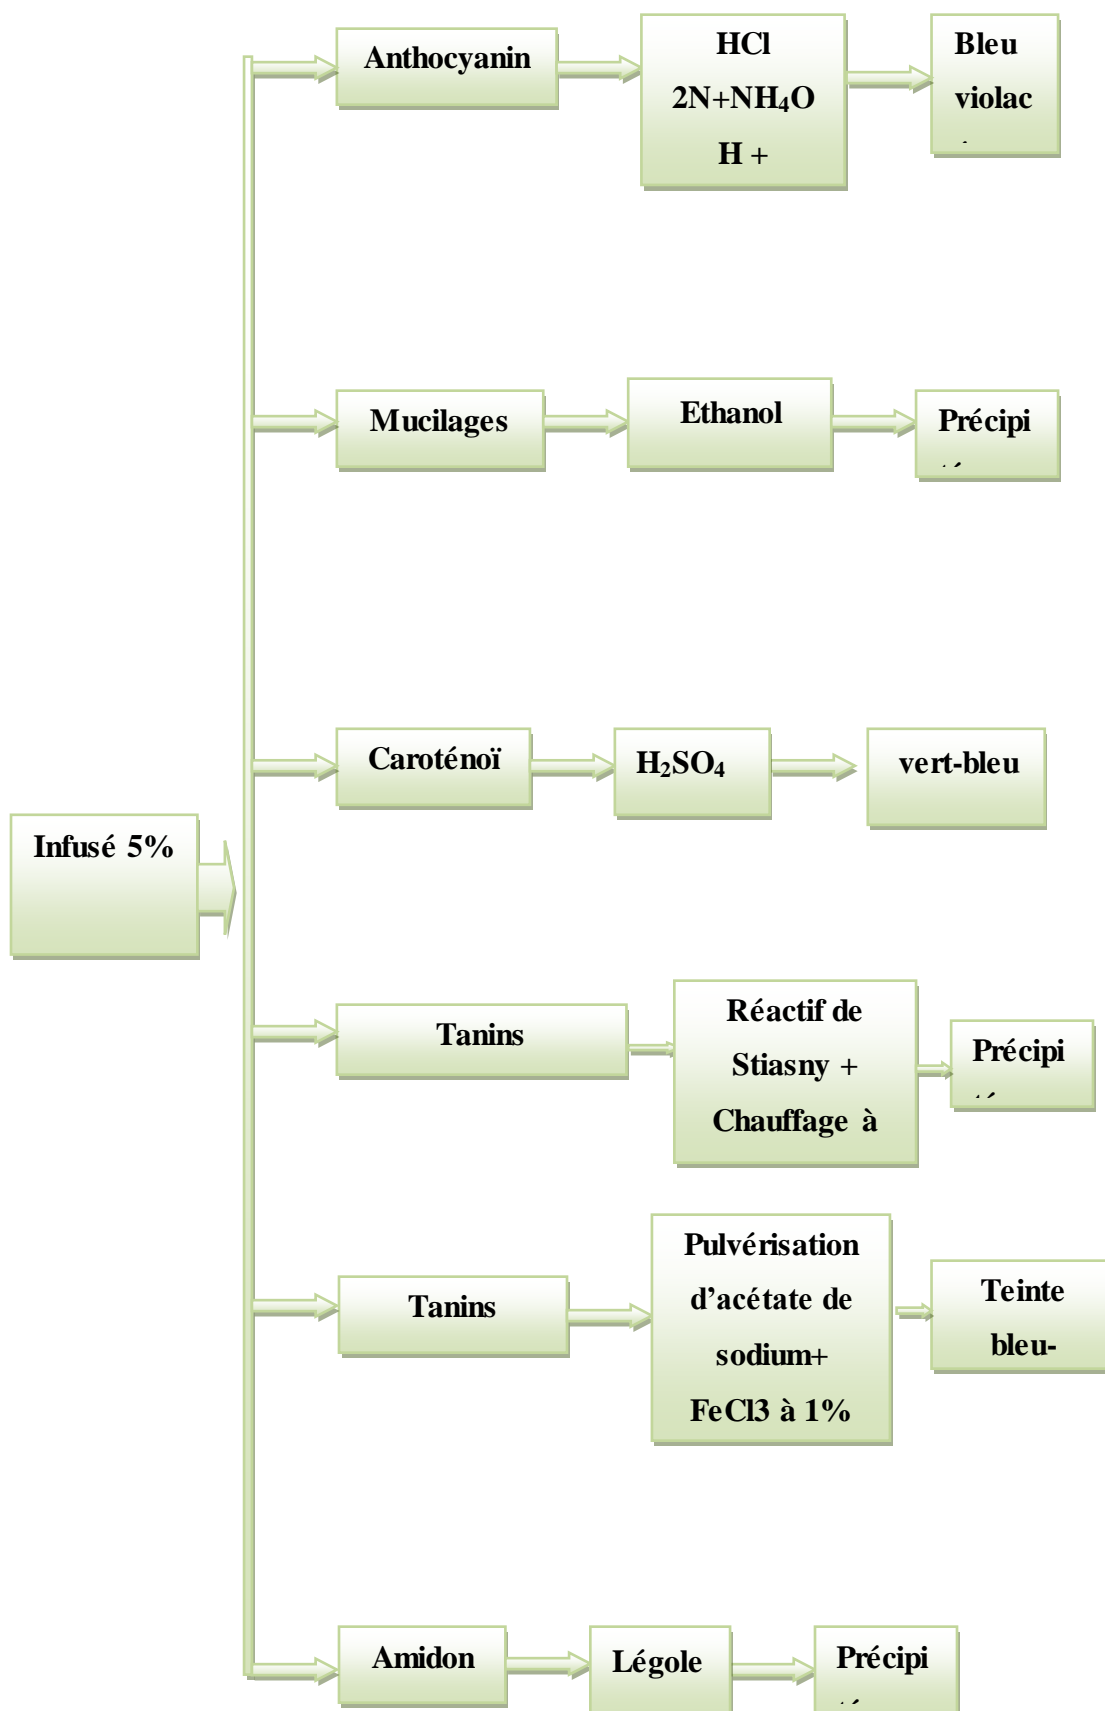 Anthocyanin
HCl
2N+NH₄O
H +
Bleu
violac
Mucilages
Ethanol
Précipi
Caroténoï
H₂SO₄
vert-bleu
Infusé 5%
Tanins
Réactif de
Stiasny +
Chauffage à
Précipi
Tanins
Pulvérisation
d’acétate de
sodium+
FeCl3 à 1%
Teinte
bleu-
Amidon
Légole
Précipi